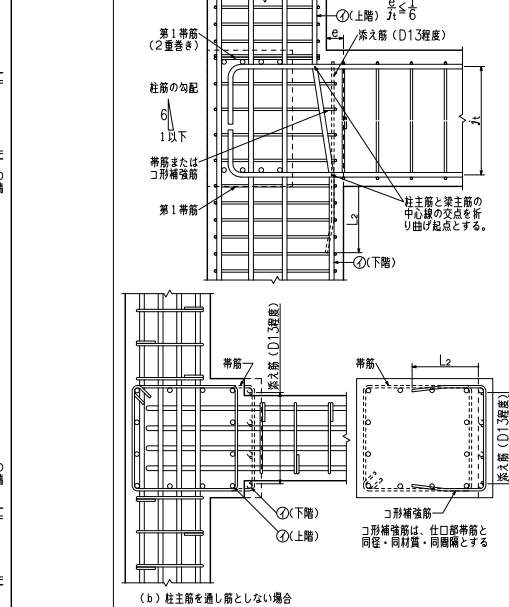 ㋑(上階)
e/jt≦1/6
第1帯筋
(2重巻き)
e
添え筋(D13程度)
柱筋の勾配
6
1以下
jt
帯筋または
コ形補強筋
第1帯筋
L2
柱主筋と梁主筋の
中心線の交点を折
り曲げ起点とする。
㋑(下階)
帯筋
添え筋(D13程度)
帯筋
L2
添え筋(D13程度)
㋑(下階)
㋑(上階)
コ形補強筋
コ形補強筋は、仕口部帯筋と
同径・同材質・同間隔とする
(b) 柱主筋を通し筋としない場合